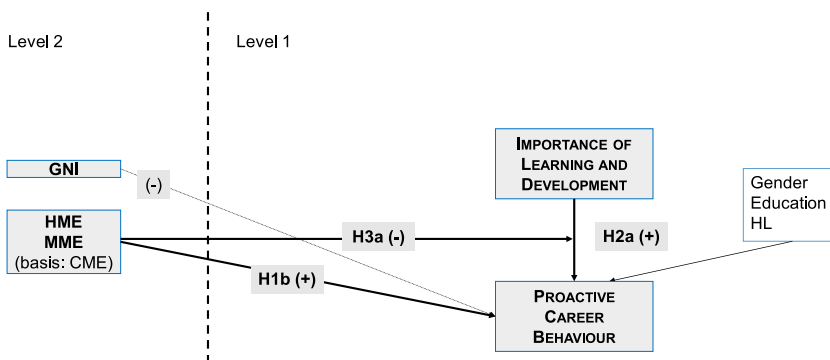 Level 2
Level 1
GNI
(-)
HME
MME
(basis: CME)
H3a (-)
H1b (+)
IMPORTANCE OF
LEARNING AND
DEVELOPMENT
H2a (+)
PROACTIVE
CAREER
BEHAVIOUR
Gender
Education
HL